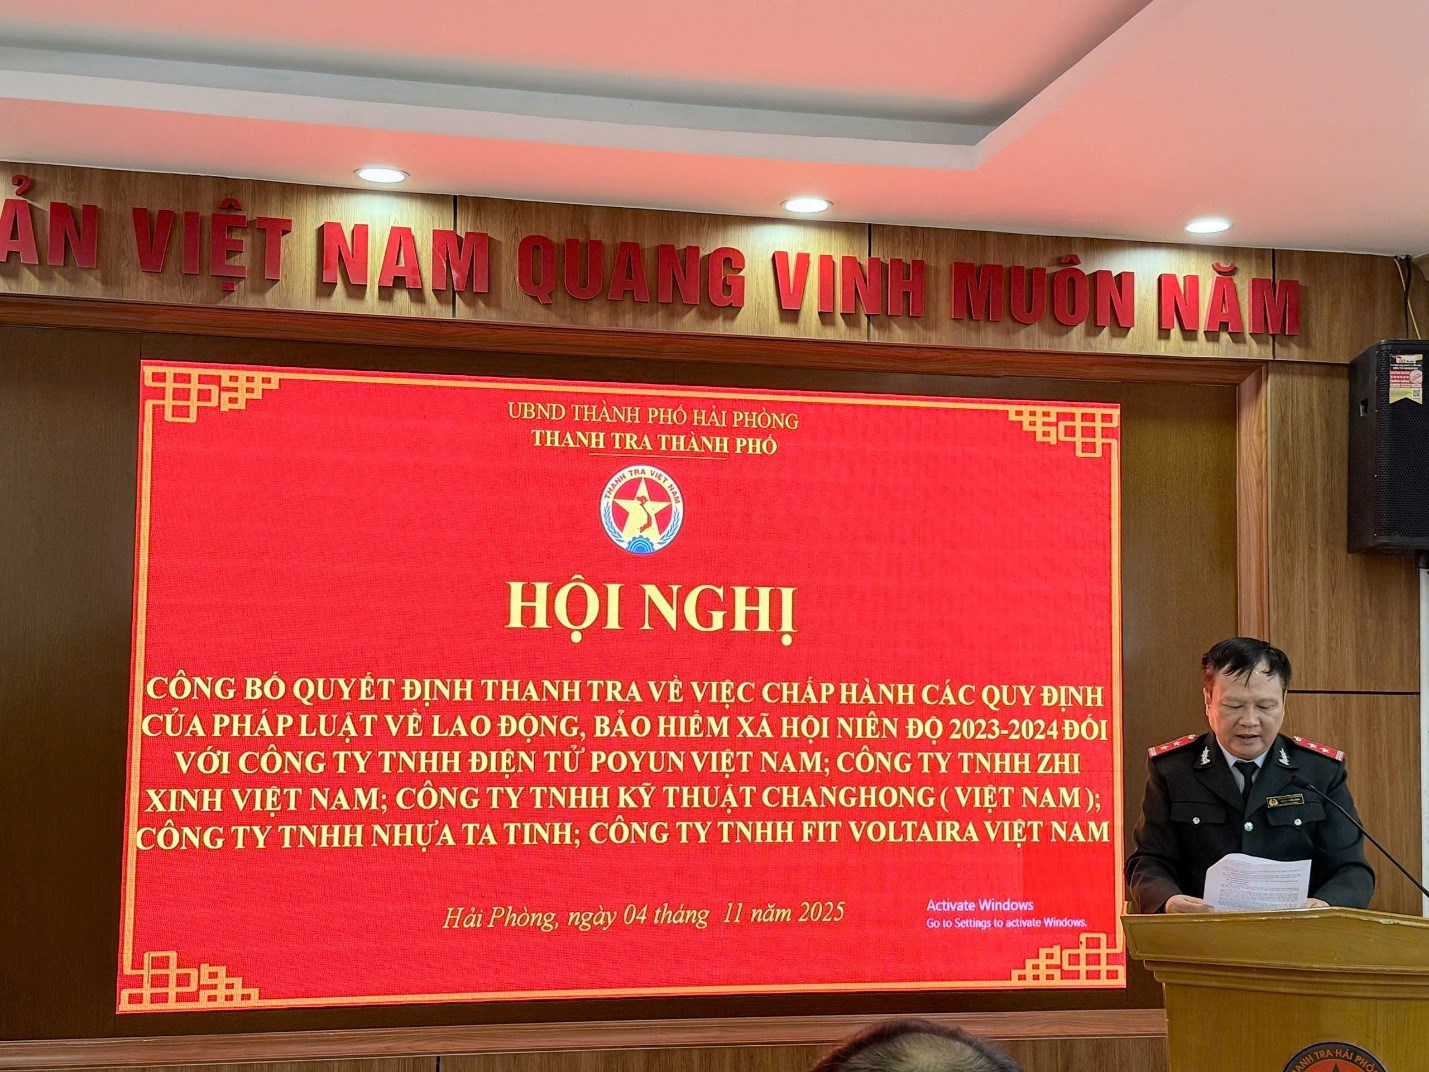 ẢN VIỆT NAM QUANG VINH MUÔN NĂM
UBND THÀNH PHỐ HẢI PHÒNG
THANH TRA THÀNH PHỐ
THANH TRA VIỆT NAM
HỘI NGHỊ
CÔNG BỐ QUYẾT ĐỊNH THANH TRA VỀ VIỆC CHẤP HÀNH CÁC QUY ĐỊNH
CỦA PHÁP LUẬT VỀ LAO ĐỘNG, BẢO HIỂM XÃ HỘI NIÊN ĐỘ 2023-2024 ĐỐI
VỚI CÔNG TY TNHH ĐIỆN TỬ POYUN VIỆT NAM; CÔNG TY TNHH ZHI
XINH VIỆT NAM; CÔNG TY TNHH KỸ THUẬT CHANGHONG ( VIỆT NAM );
CÔNG TY TNHH NHỰA TA TINH; CÔNG TY TNHH FIT VOLTAIRA VIỆT NAM
Hải Phòng, ngày 04 tháng 11 năm 2025
Activate Windows
Go to Settings to activate Windows.
THANH TRA HẢI PHÒ